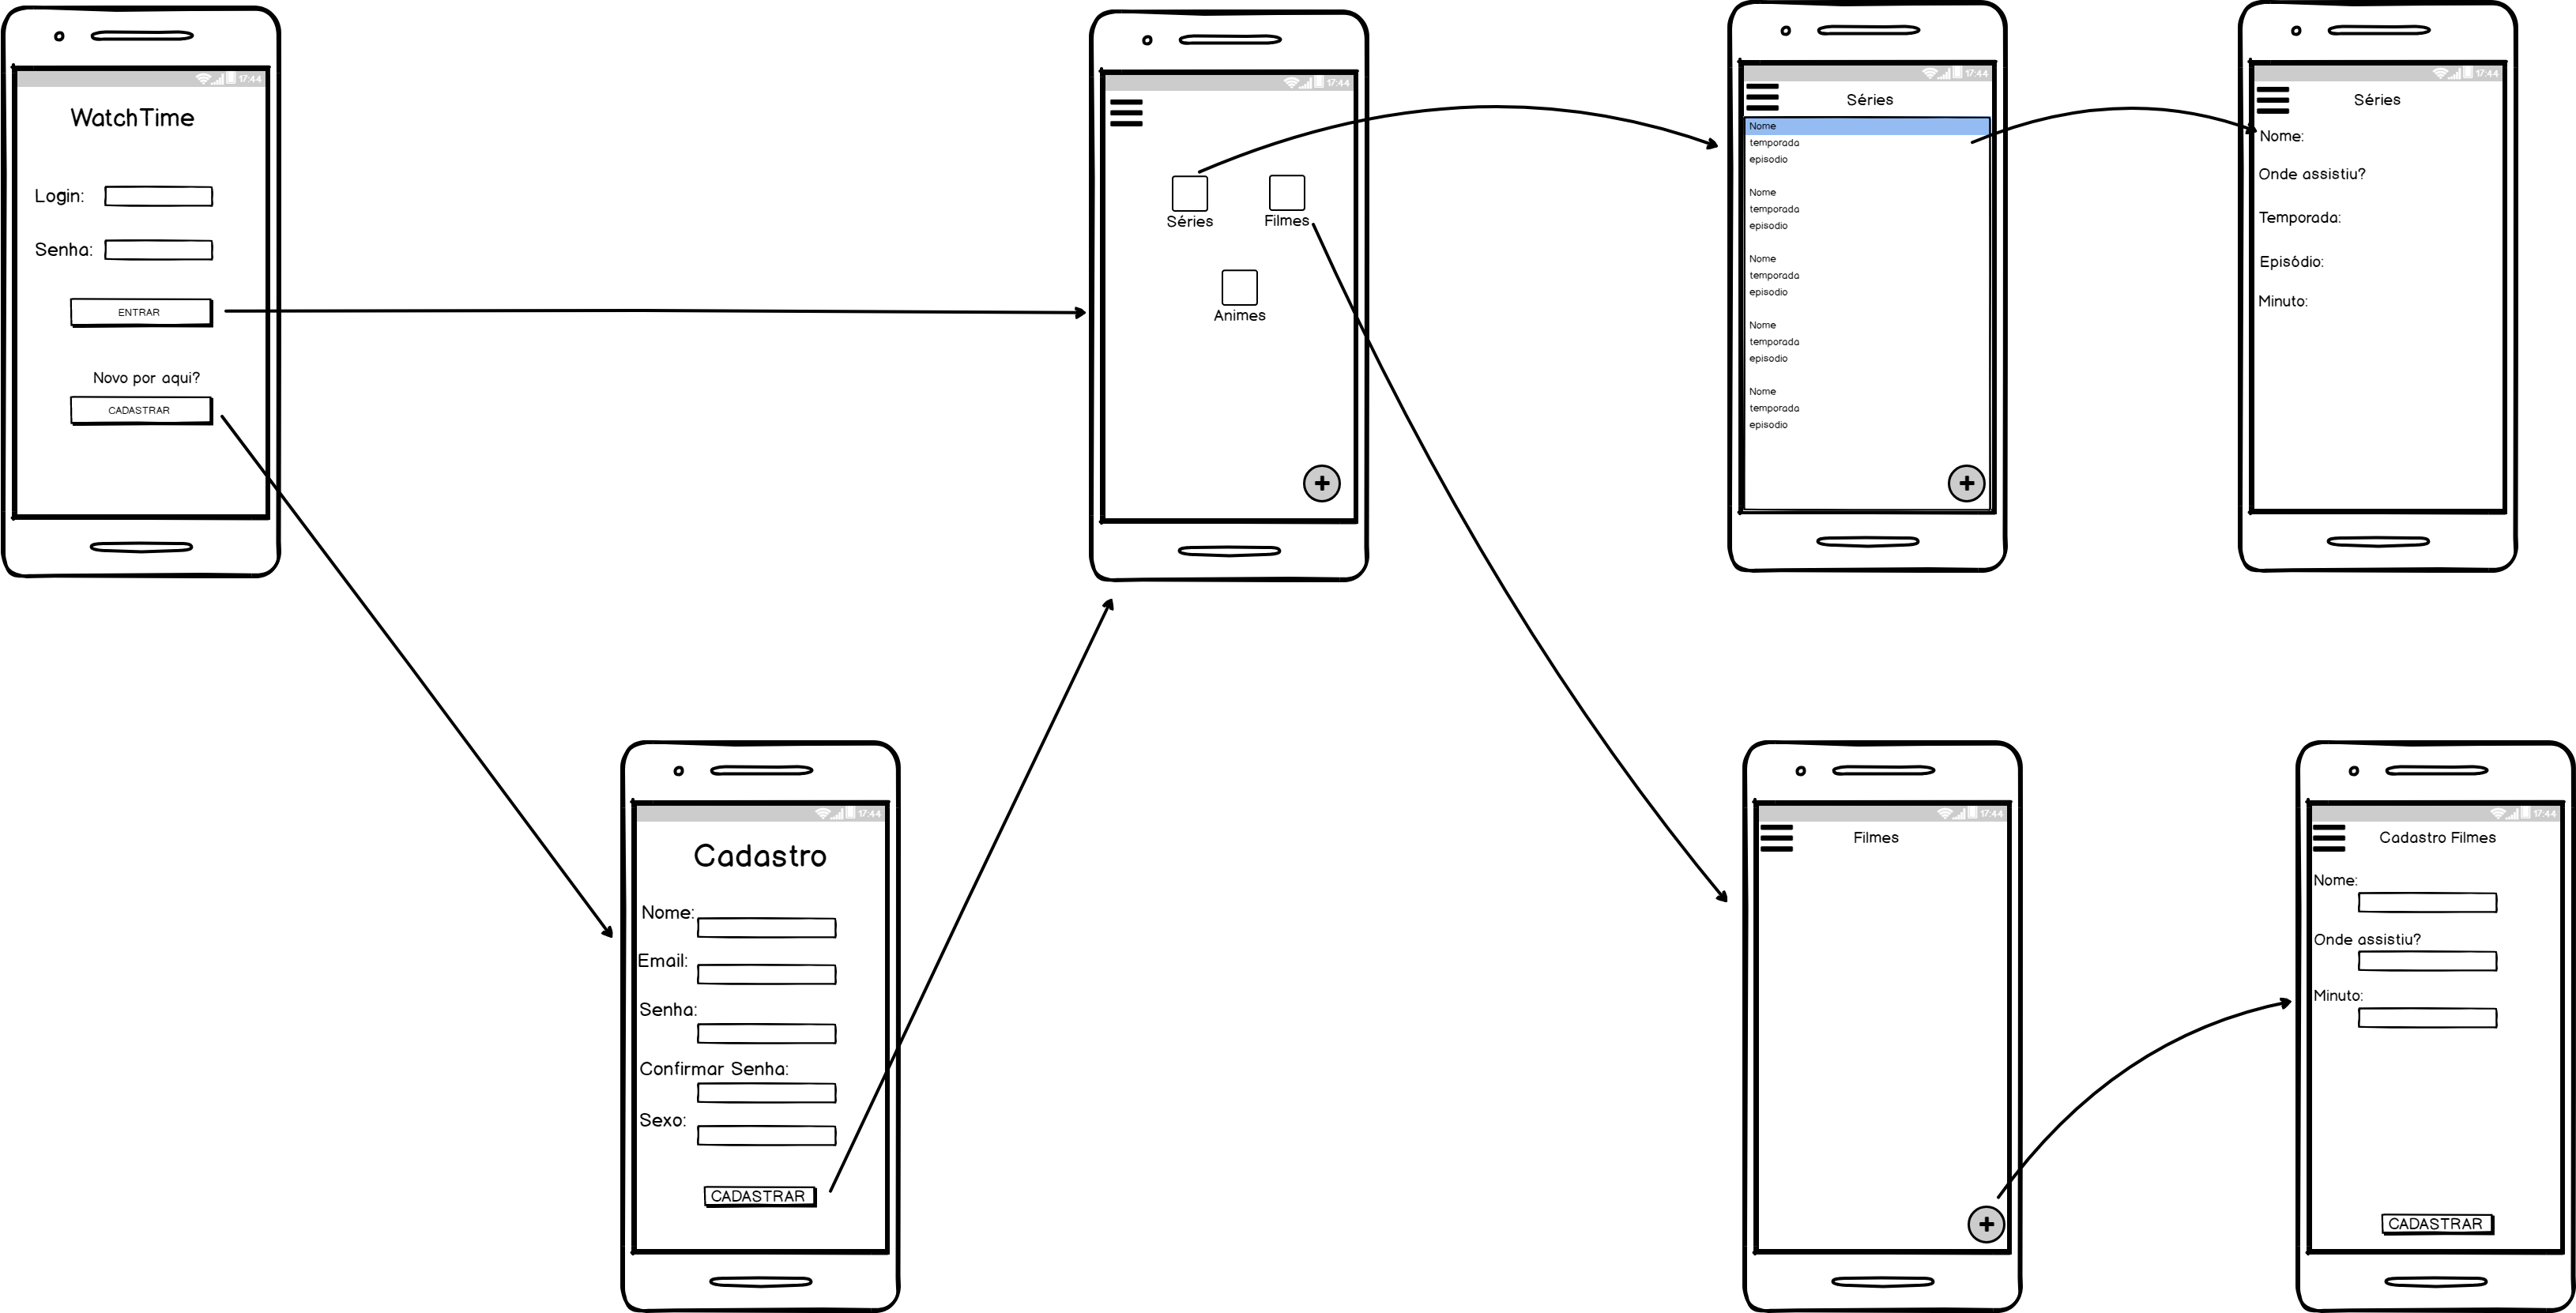 17:44
WatchTime
Login:
Senha:
ENTRAR
Novo por aqui?
CADASTRAR
17:44
Séries
Filmes
Animes
17:44
Séries
Nome
temporada
episodio
Nome
temporada
episodio
Nome
temporada
episodio
Nome
temporada
episodio
Nome
temporada
episodio
17:44
Séries
Nome:
Onde assistiu?
Temporada:
Episódio:
Minuto:
17:44
Cadastro
Nome:
Email:
Senha:
Confirmar Senha:
Sexo:
CADASTRAR
17:44
Filmes
17:44
Cadastro Filmes
Nome:
Onde assistiu?
Minuto:
CADASTRAR